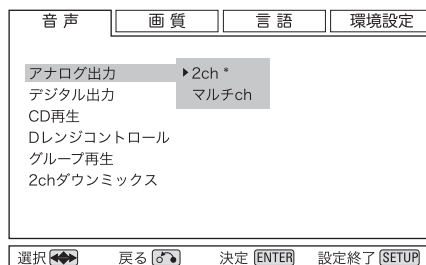 音声 画質 言語 環境設定
アナログ出力 ▶2ch *
デジタル出力 マルチch
CD再生
Dレンジコントロール
グループ再生
2chダウンミックス
選択 戻る 決定 ENTER 設定終了 SETUP